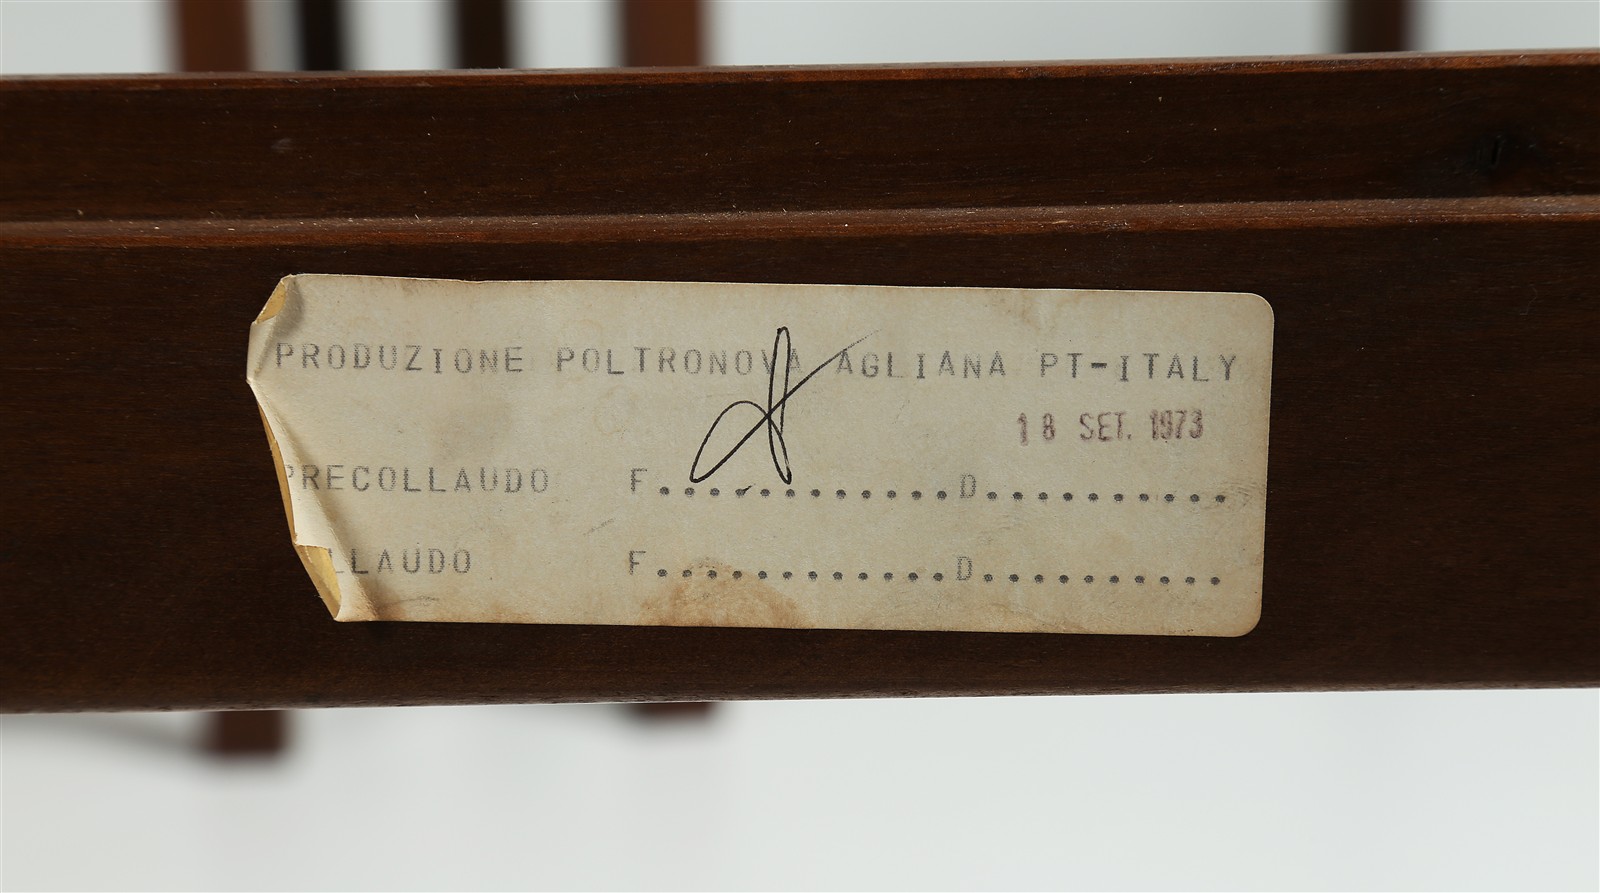 PRODUZIONE POLTRONOVA AGLIANA PT-ITALY
18 SET. 1973
PRECOLLAUDO F............D..........
LLAUDO F............D..........